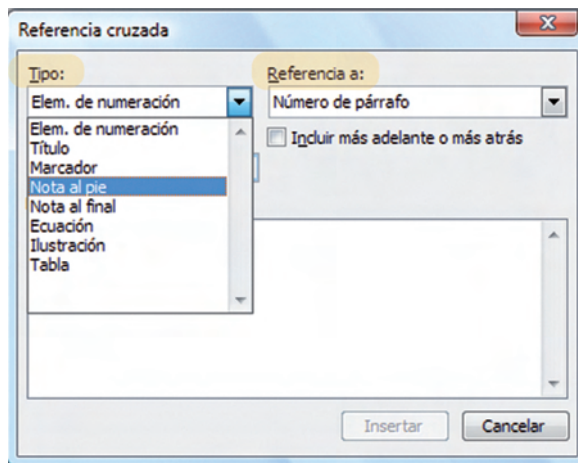 Referencia cruzada
Tipo:
Referencia a:
Elem. de numeración
Número de párrafo
Elem. de numeración
Título
Marcador
Nota al pie
Nota al final
Ecuación
Ilustración
Tabla
Incluir más adelante o más atrás
Insertar
Cancelar